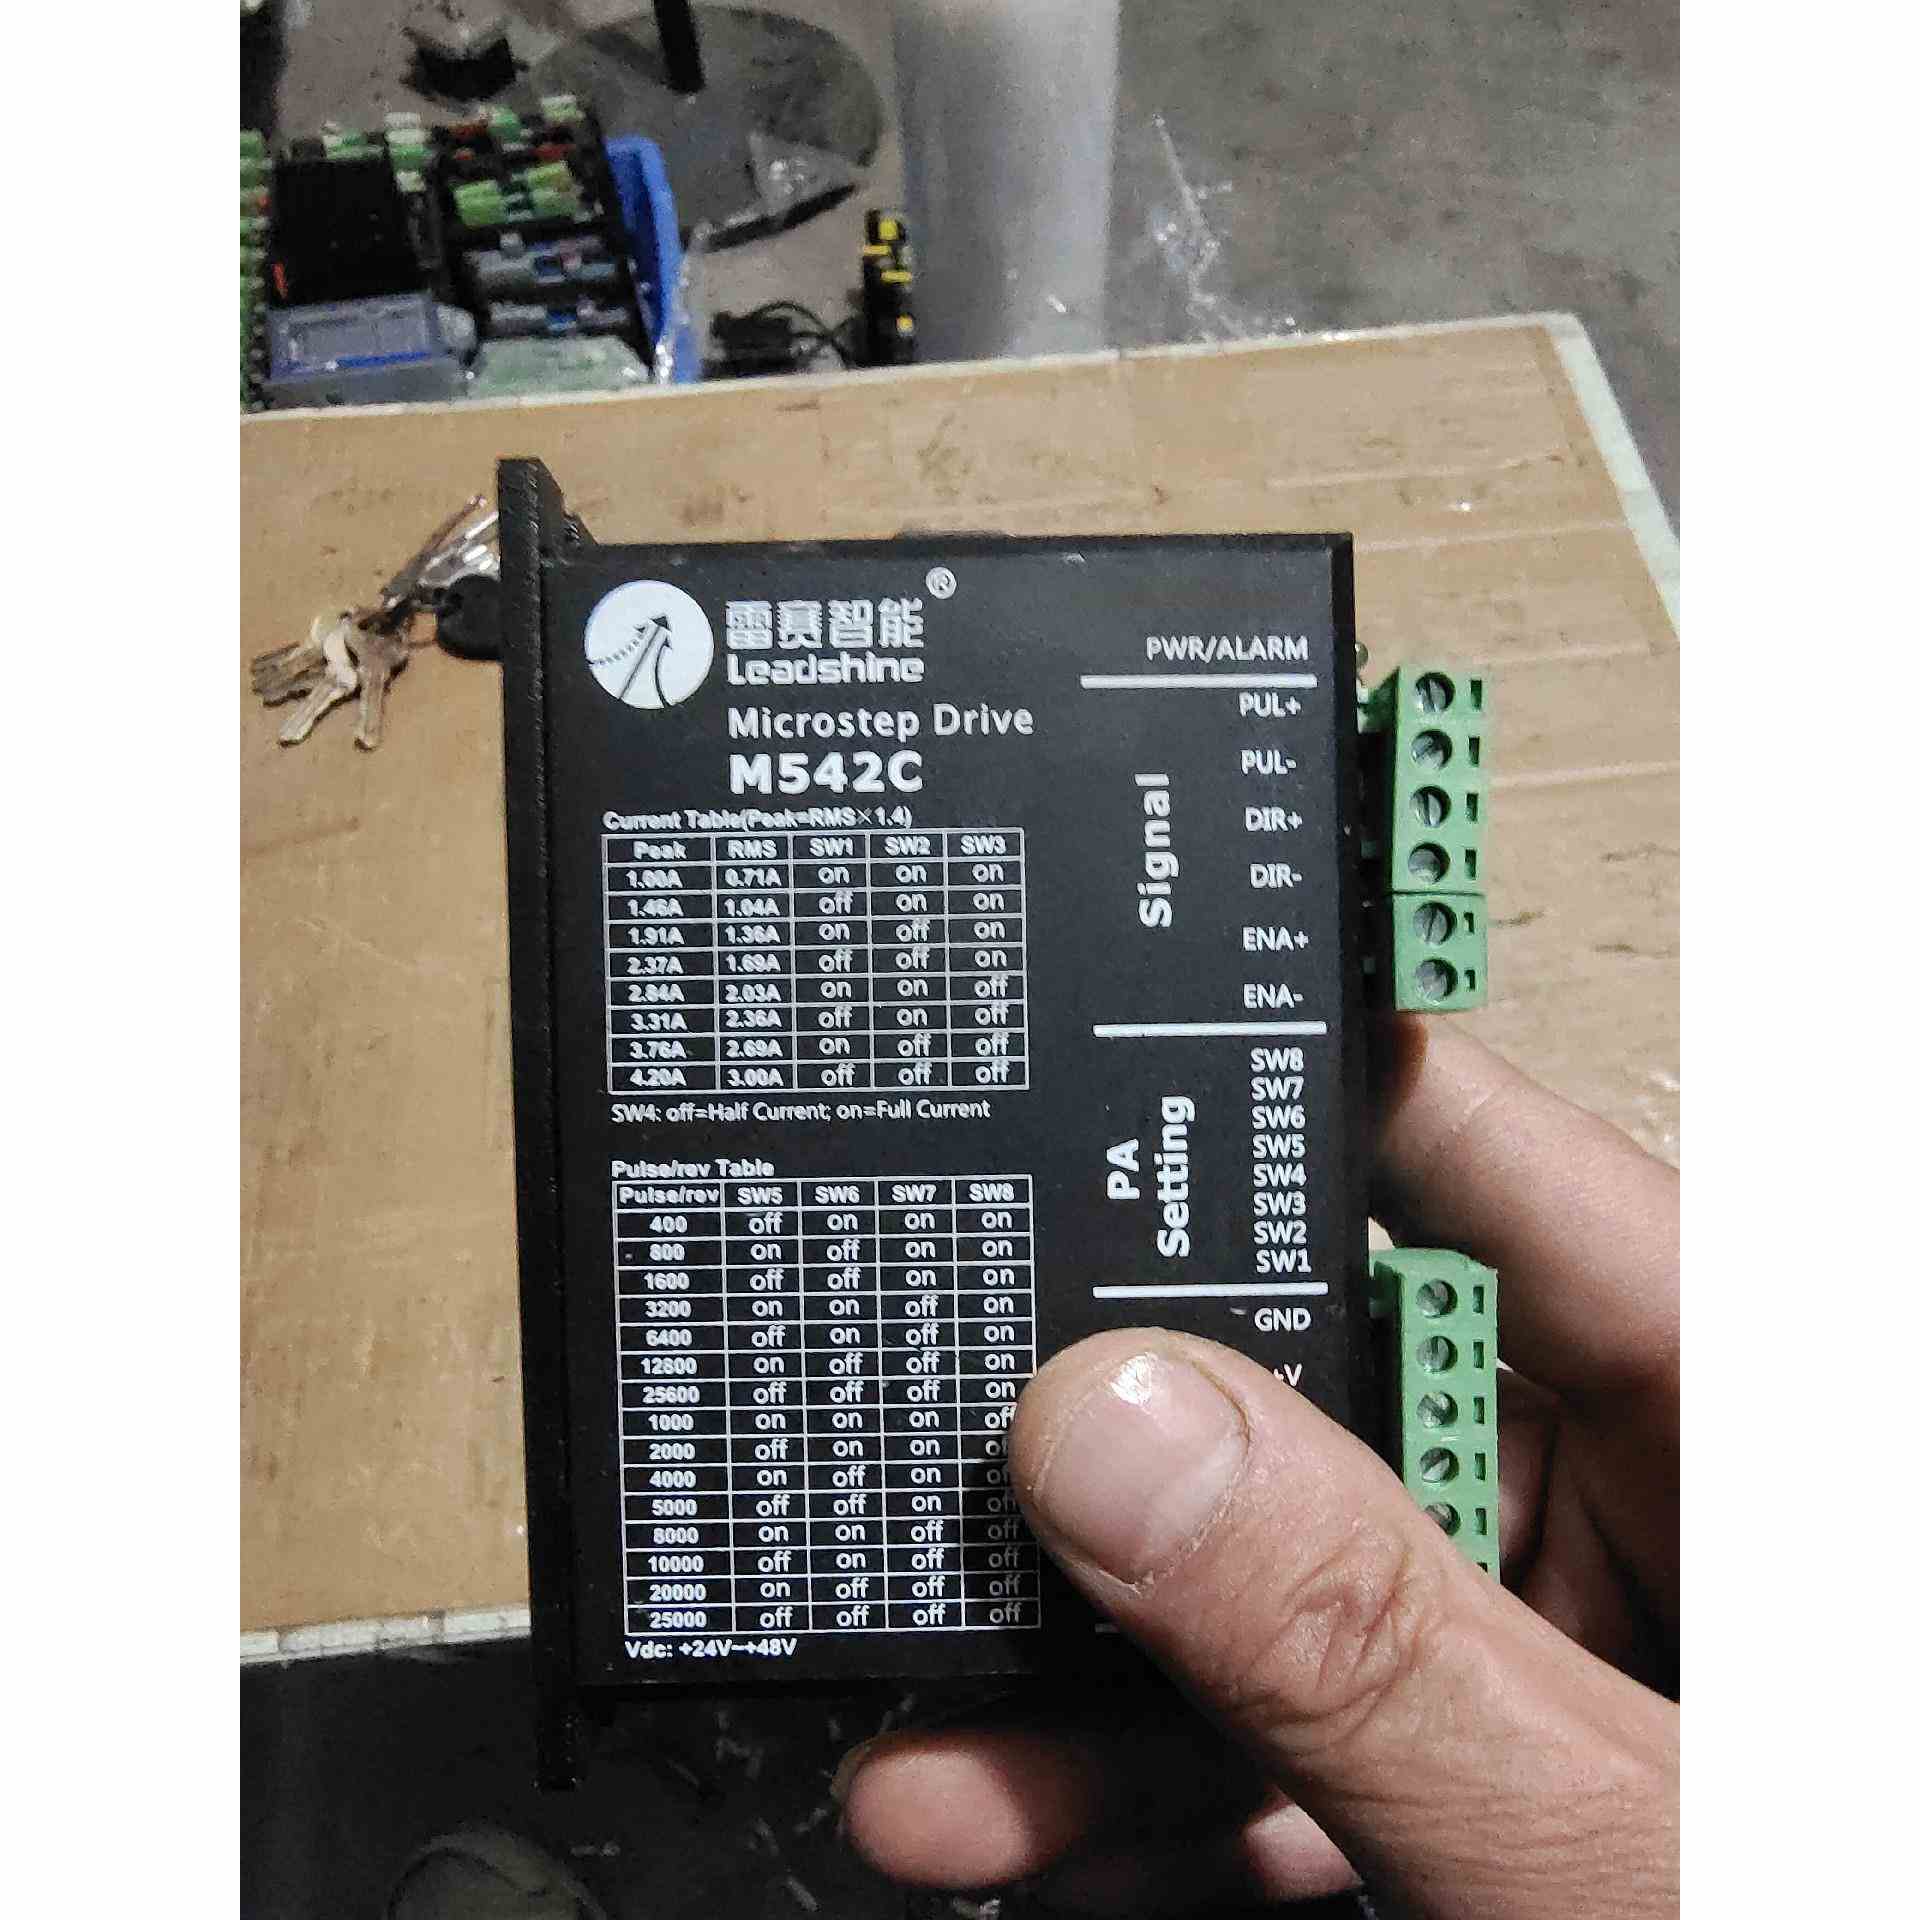 雷赛智能®
Leadshine
Microstep Drive
M542C
Current Table(Peak=RMS×1.4)
Peak RMS SW1 SW2 SW3
1.00A 0.71A on on on
1.46A 1.04A off on on
1.91A 1.36A on off on
2.37A 1.69A off off on
2.84A 2.03A on on off
3.31A 2.36A off on off
3.76A 2.69A on off off
4.20A 3.00A off off off
SW4: off=Half Current; on=Full Current
Pulse/rev Table
Pulse/rev SW5 SW6 SW7 SW8
400 off on on on
800 on off on on
1600 off off on on
3200 on on off on
6400 off on off on
12800 on off off on
25600 off off off on
1000 on on on off
2000 off on on
4000 on off on
5000 off off on off
8000 on on off off
10000 off on off off
20000 on off off off
25000 off off off off
Vdc: +24V~+48V
PWR/ALARM
Signal
PUL+
PUL-
DIR+
DIR-
ENA+
ENA-
PA
Setting
SW8
SW7
SW6
SW5
SW4
SW3
SW2
SW1
GND
+V